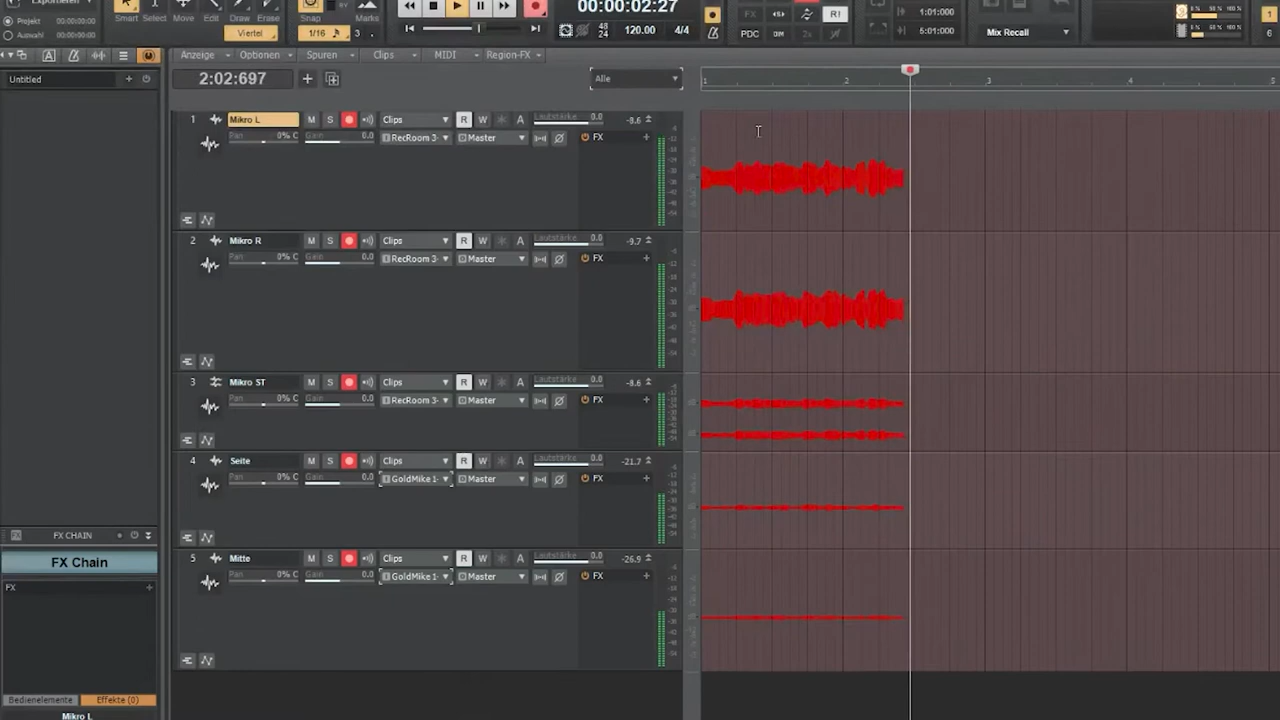 Exportieren
Projekt 00:00:00:00
Auswahl 00:00:00:00
Smart Select Move Edit Draw Erase Snap Marks
Viertel 1/16 3
00:00:02:27
48
24 120.00 4/4
FX R!
PDC
1:01:000
5:01:000
Mix Recall
Anzeige Optionen Spuren Clips MIDI Region-FX
Untitled
2:02:697
Alle
1 2 3 4 5
1 Mikro L M S Clips R W A Lautstärke 0.0 -8.6
Pan 0% C Gain 0.0 RecRoom 3- Master FX
2 Mikro R M S Clips R W A Lautstärke 0.0 -9.7
Pan 0% C Gain 0.0 RecRoom 3- Master FX
3 Mikro ST M S Clips R W A Lautstärke 0.0 -8.6
Pan 0% C Gain 0.0 RecRoom 3- Master FX
4 Seite M S Clips R W A Lautstärke 0.0 -21.7
Pan 0% C Gain 0.0 GoldMike 1- Master FX
5 Mitte M S Clips R W A Lautstärke 0.0 -26.9
Pan 0% C Gain 0.0 GoldMike 1- Master FX
FX CHAIN
FX Chain
FX
Bedienelemente Effekte (0)
Mikro L